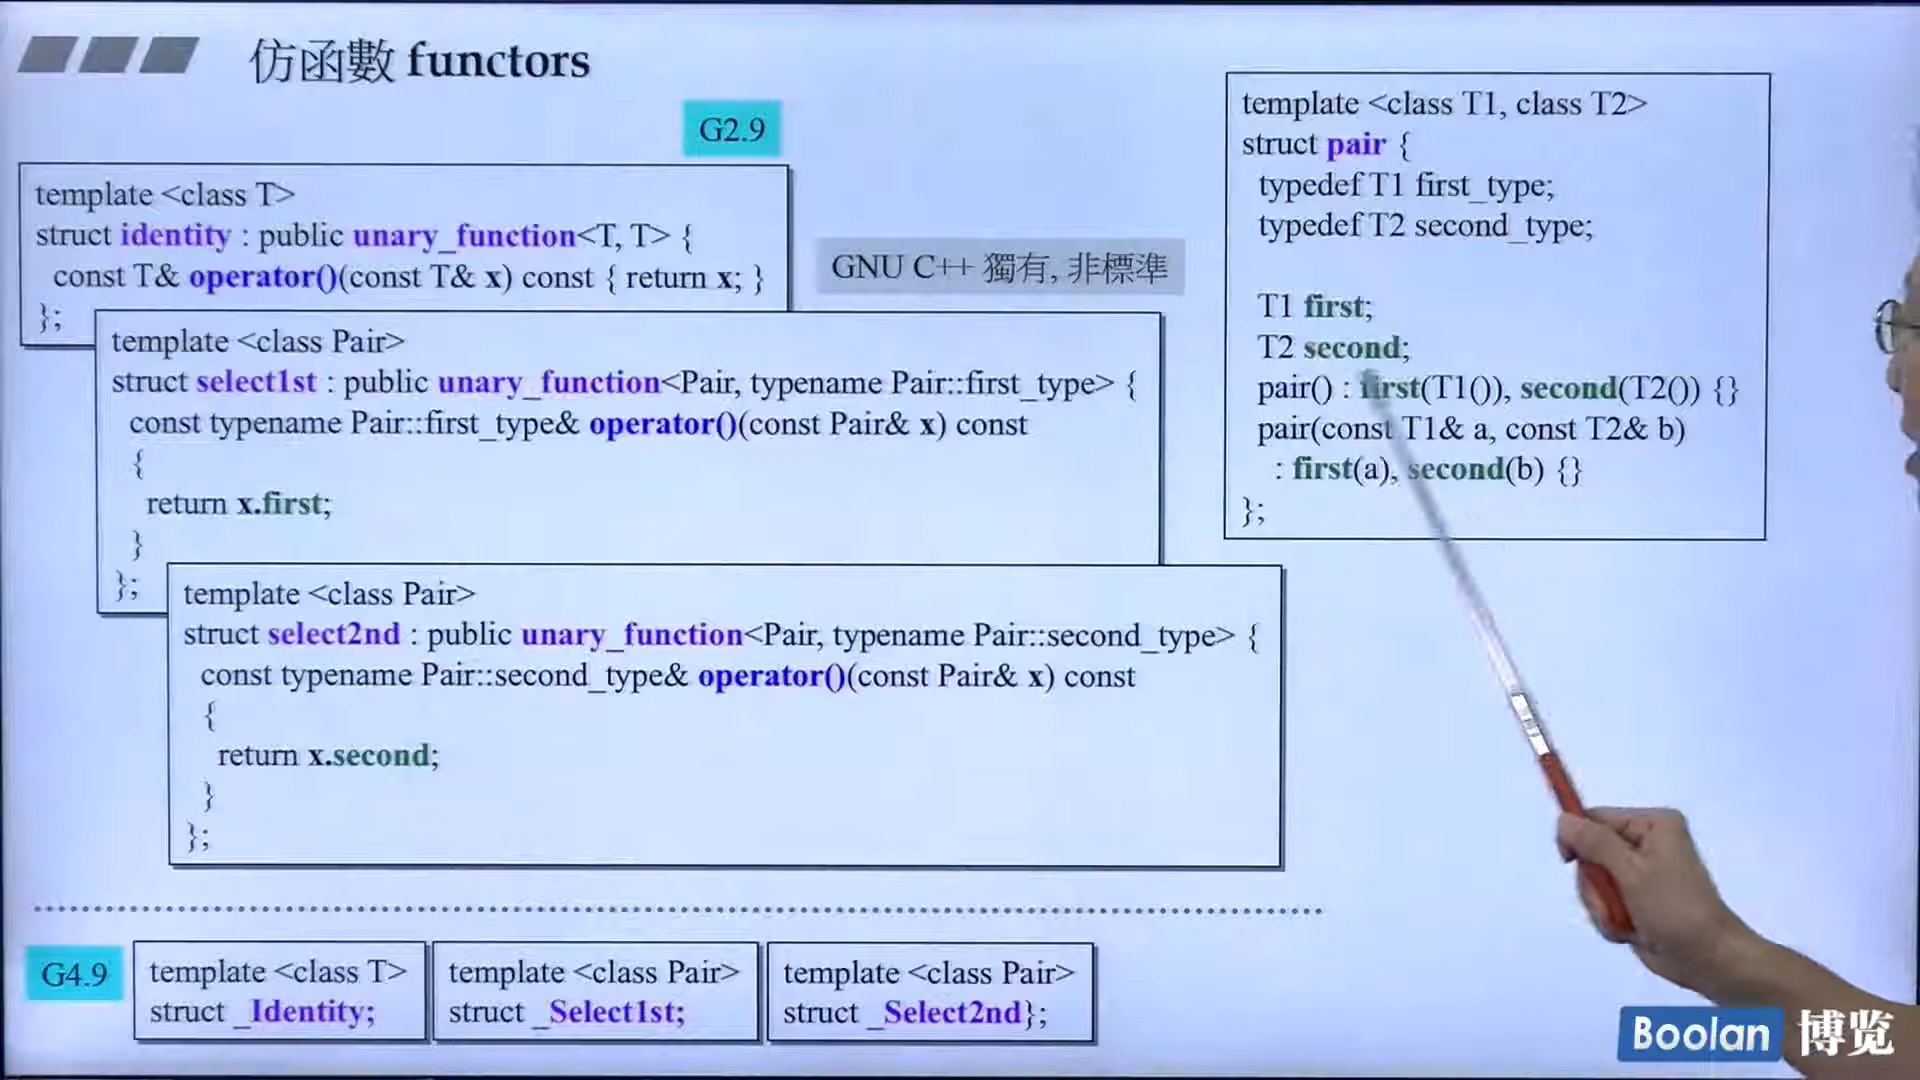 仿函數 functors
G2.9
template <class T>
struct identity : public unary_function<T, T> {
const T& operator()(const T& x) const { return x; }
};
GNU C++ 獨有, 非標準
template <class Pair>
struct select1st : public unary_function<Pair, typename Pair::first_type> {
const typename Pair::first_type& operator()(const Pair& x) const
{
return x.first;
}
};
template <class Pair>
struct select2nd : public unary_function<Pair, typename Pair::second_type> {
const typename Pair::second_type& operator()(const Pair& x) const
{
return x.second;
}
};
template <class T1, class T2>
struct pair {
typedef T1 first_type;
typedef T2 second_type;
T1 first;
T2 second;
pair() : first(T1()), second(T2()) {}
pair(const T1& a, const T2& b)
: first(a), second(b) {}
};
G4.9
template <class T>
struct _Identity;
template <class Pair>
struct _Select1st;
template <class Pair>
struct _Select2nd};
Boolan 博览